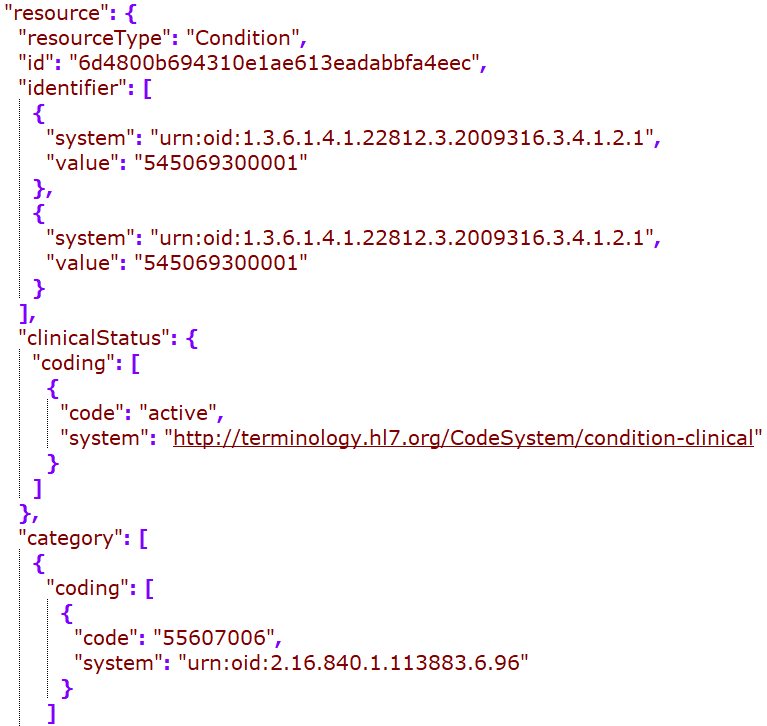 "resource": {
"resourceType": "Condition",
"id": "6d4800b694310e1ae613eadabbfa4eec",
"identifier": [
{
"system": "urn:oid:1.3.6.1.4.1.22812.3.2009316.3.4.1.2.1",
"value": "545069300001"
},
{
"system": "urn:oid:1.3.6.1.4.1.22812.3.2009316.3.4.1.2.1",
"value": "545069300001"
}
],
"clinicalStatus": {
"coding": [
{
"code": "active",
"system": "http://terminology.hl7.org/CodeSystem/condition-clinical"
}
]
},
"category": [
{
"coding": [
{
"code": "55607006",
"system": "urn:oid:2.16.840.1.113883.6.96"
}
]